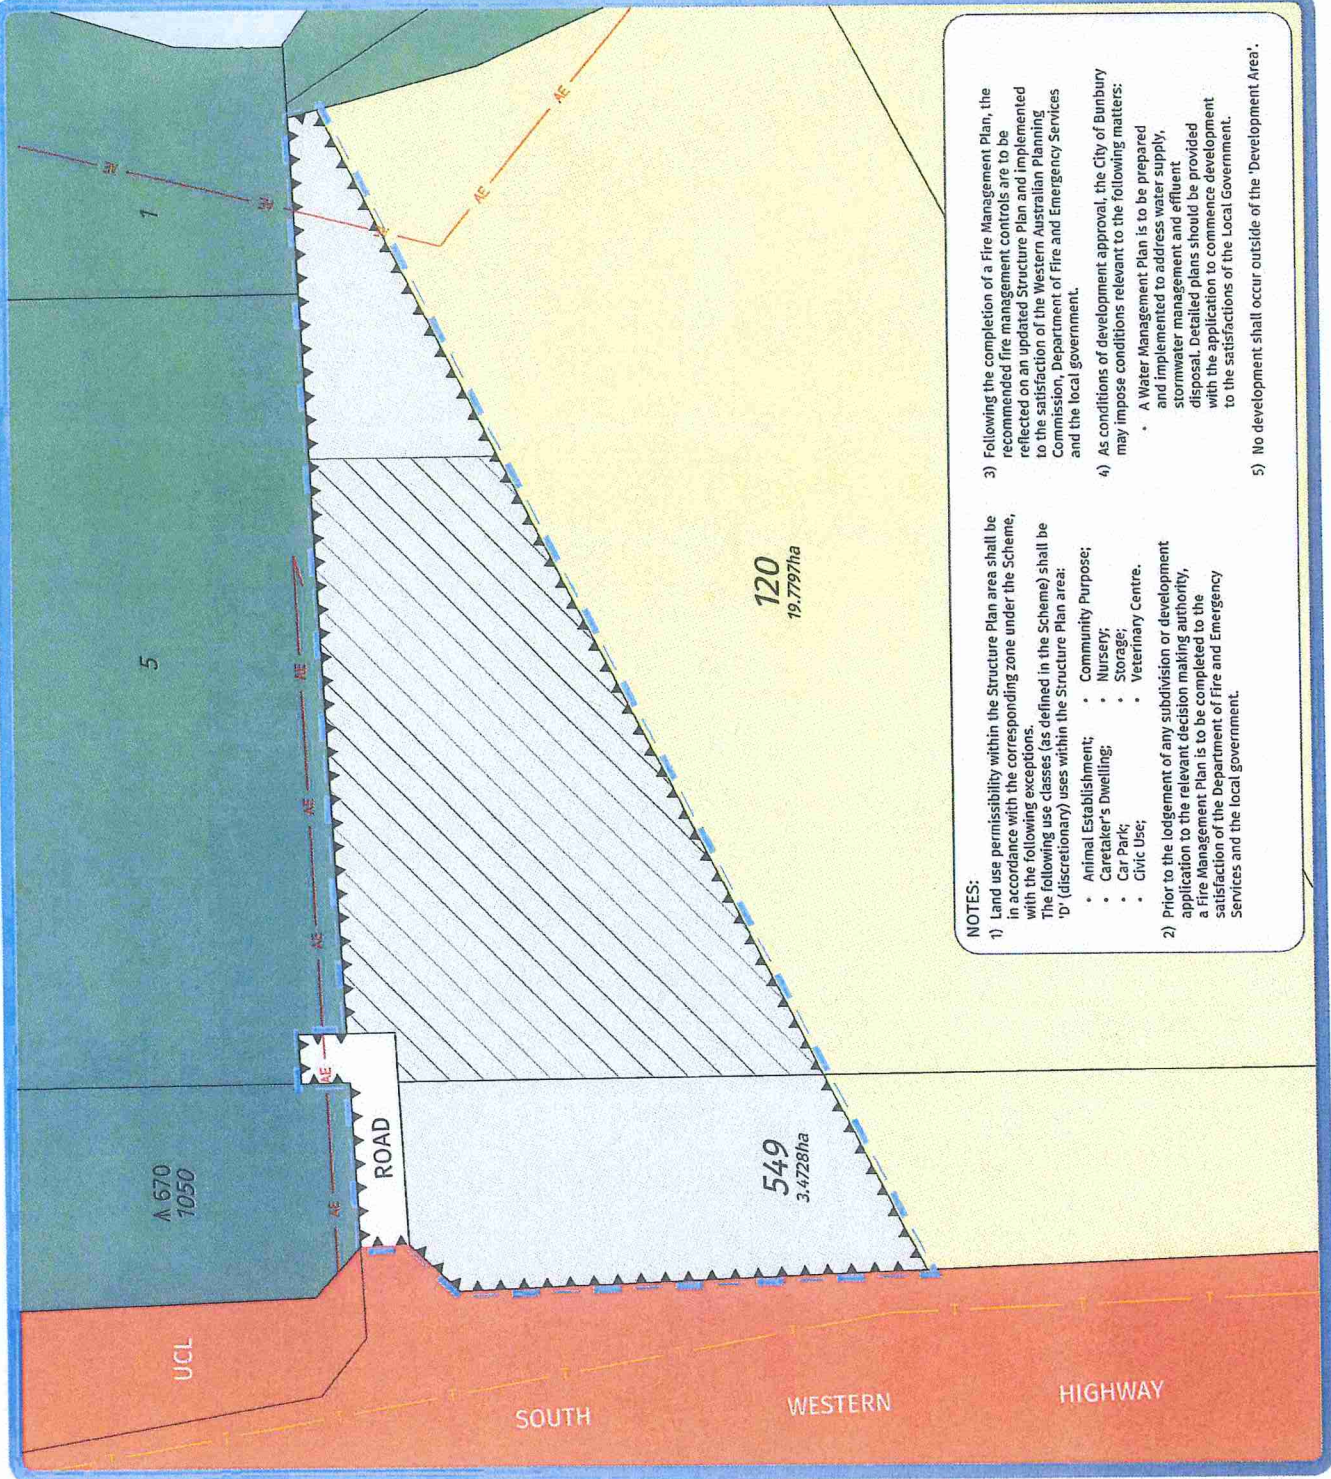 1
5
⩚ 670
1050
UCL
ROAD
549
3.4728ha
120
19.7797ha
SOUTH
WESTERN
HIGHWAY
AE
AE
AE
AE
AE
AE
AE
AE
AE
AE
AE
T
T
T
T
T
T
T
NOTES:
1) Land use permissibility within the Structure Plan area shall be
in accordance with the corresponding zone under the Scheme,
with the following exceptions.
The following use classes (as defined in the Scheme) shall be
'D' (discretionary) uses within the Structure Plan area:
• Animal Establishment;
• Caretaker's Dwelling;
• Car Park;
• Civic Use;
• Community Purpose;
• Nursery;
• Storage;
• Veterinary Centre.
2) Prior to the lodgement of any subdivision or development
application to the relevant decision making authority,
a Fire Management Plan is to be completed to the
satisfaction of the Department of Fire and Emergency
Services and the local government.
3) Following the completion of a Fire Management Plan, the
recommended fire management controls are to be
reflected on an updated Structure Plan and implemented
to the satisfaction of the Western Australian Planning
Commission, Department of Fire and Emergency Services
and the local government.
4) As conditions of development approval, the City of Bunbury
may impose conditions relevant to the following matters:
• A Water Management Plan is to be prepared
and implemented to address water supply,
stormwater management and effluent
disposal. Detailed plans should be provided
with the application to commence development
to the satisfactions of the Local Government.
5) No development shall occur outside of the 'Development Area'.